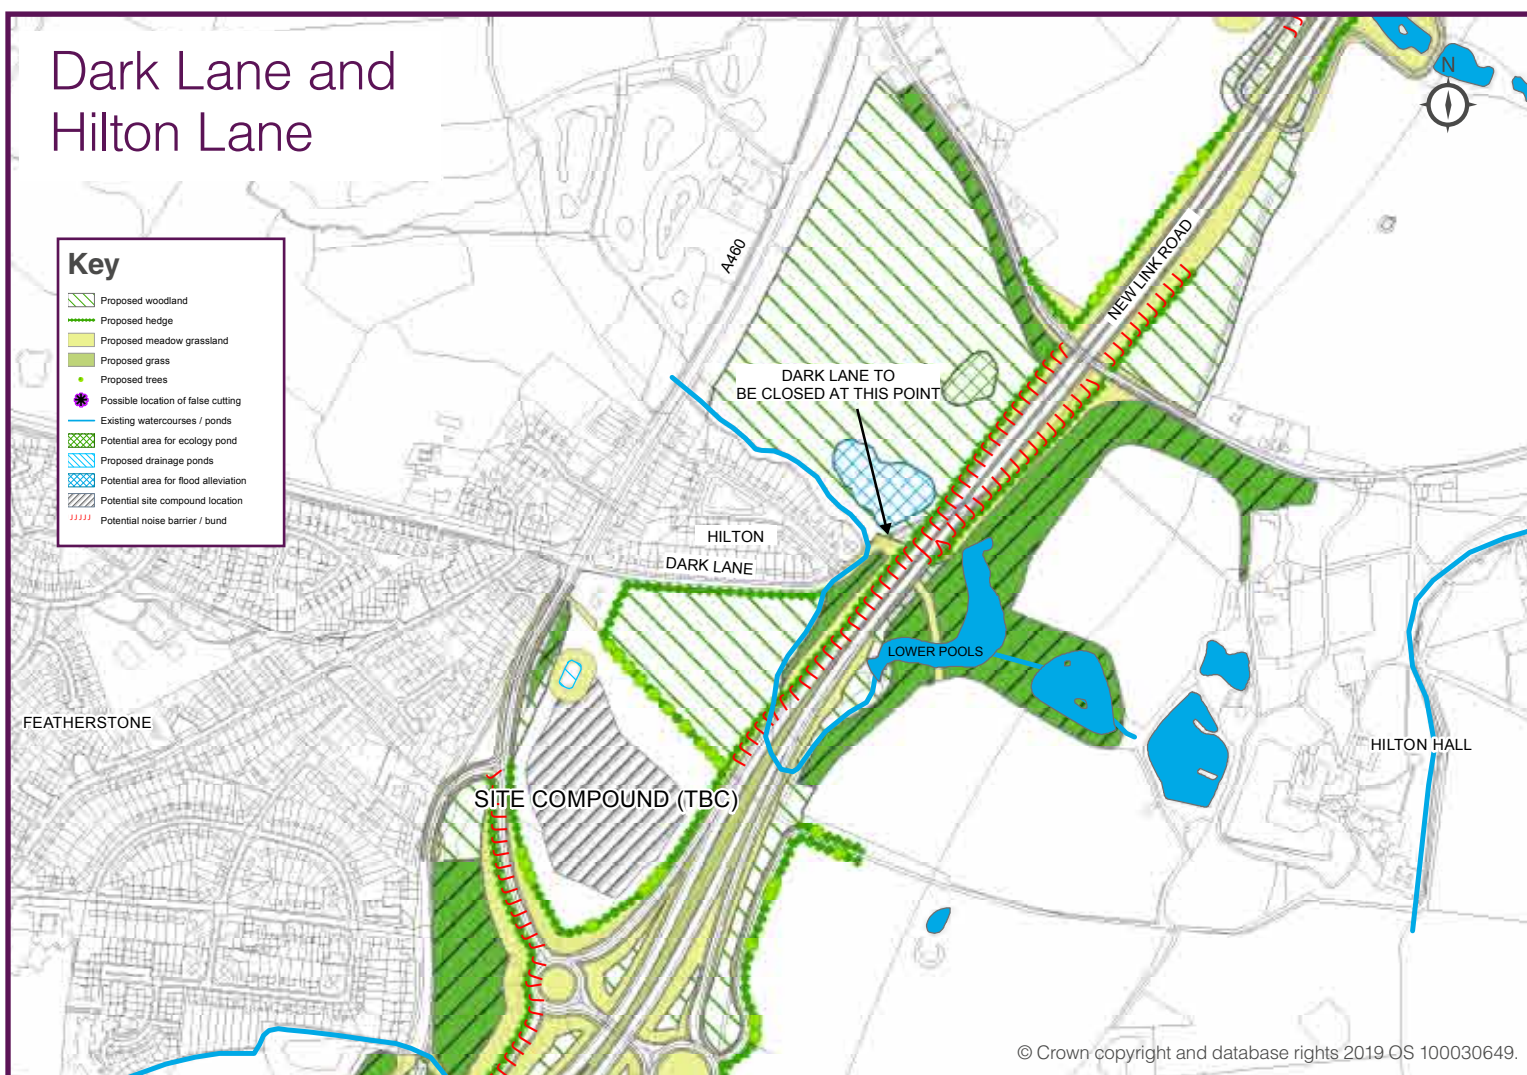 Dark Lane and
Hilton Lane
N
Key
Proposed woodland
Proposed hedge
Proposed meadow grassland
Proposed grass
Proposed trees
Possible location of false cutting
Existing watercourses / ponds
Potential area for ecology pond
Proposed drainage ponds
Potential area for flood alleviation
Potential site compound location
Potential noise barrier / bund
A460
NEW LINK ROAD
DARK LANE TO
BE CLOSED AT THIS POINT
HILTON
DARK LANE
LOWER POOLS
FEATHERSTONE
HILTON HALL
SITE COMPOUND (TBC)
© Crown copyright and database rights 2019 OS 100030649.